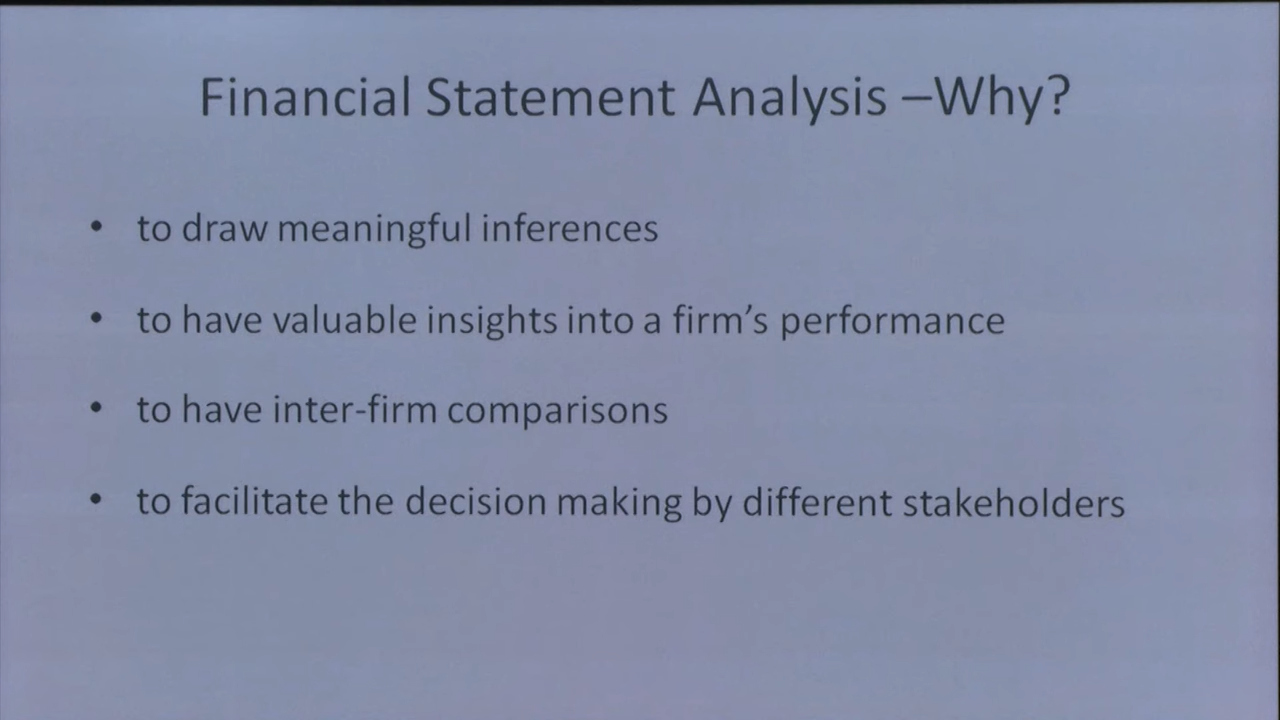 Financial Statement Analysis –Why?
• to draw meaningful inferences
• to have valuable insights into a firm’s performance
• to have inter-firm comparisons
• to facilitate the decision making by different stakeholders